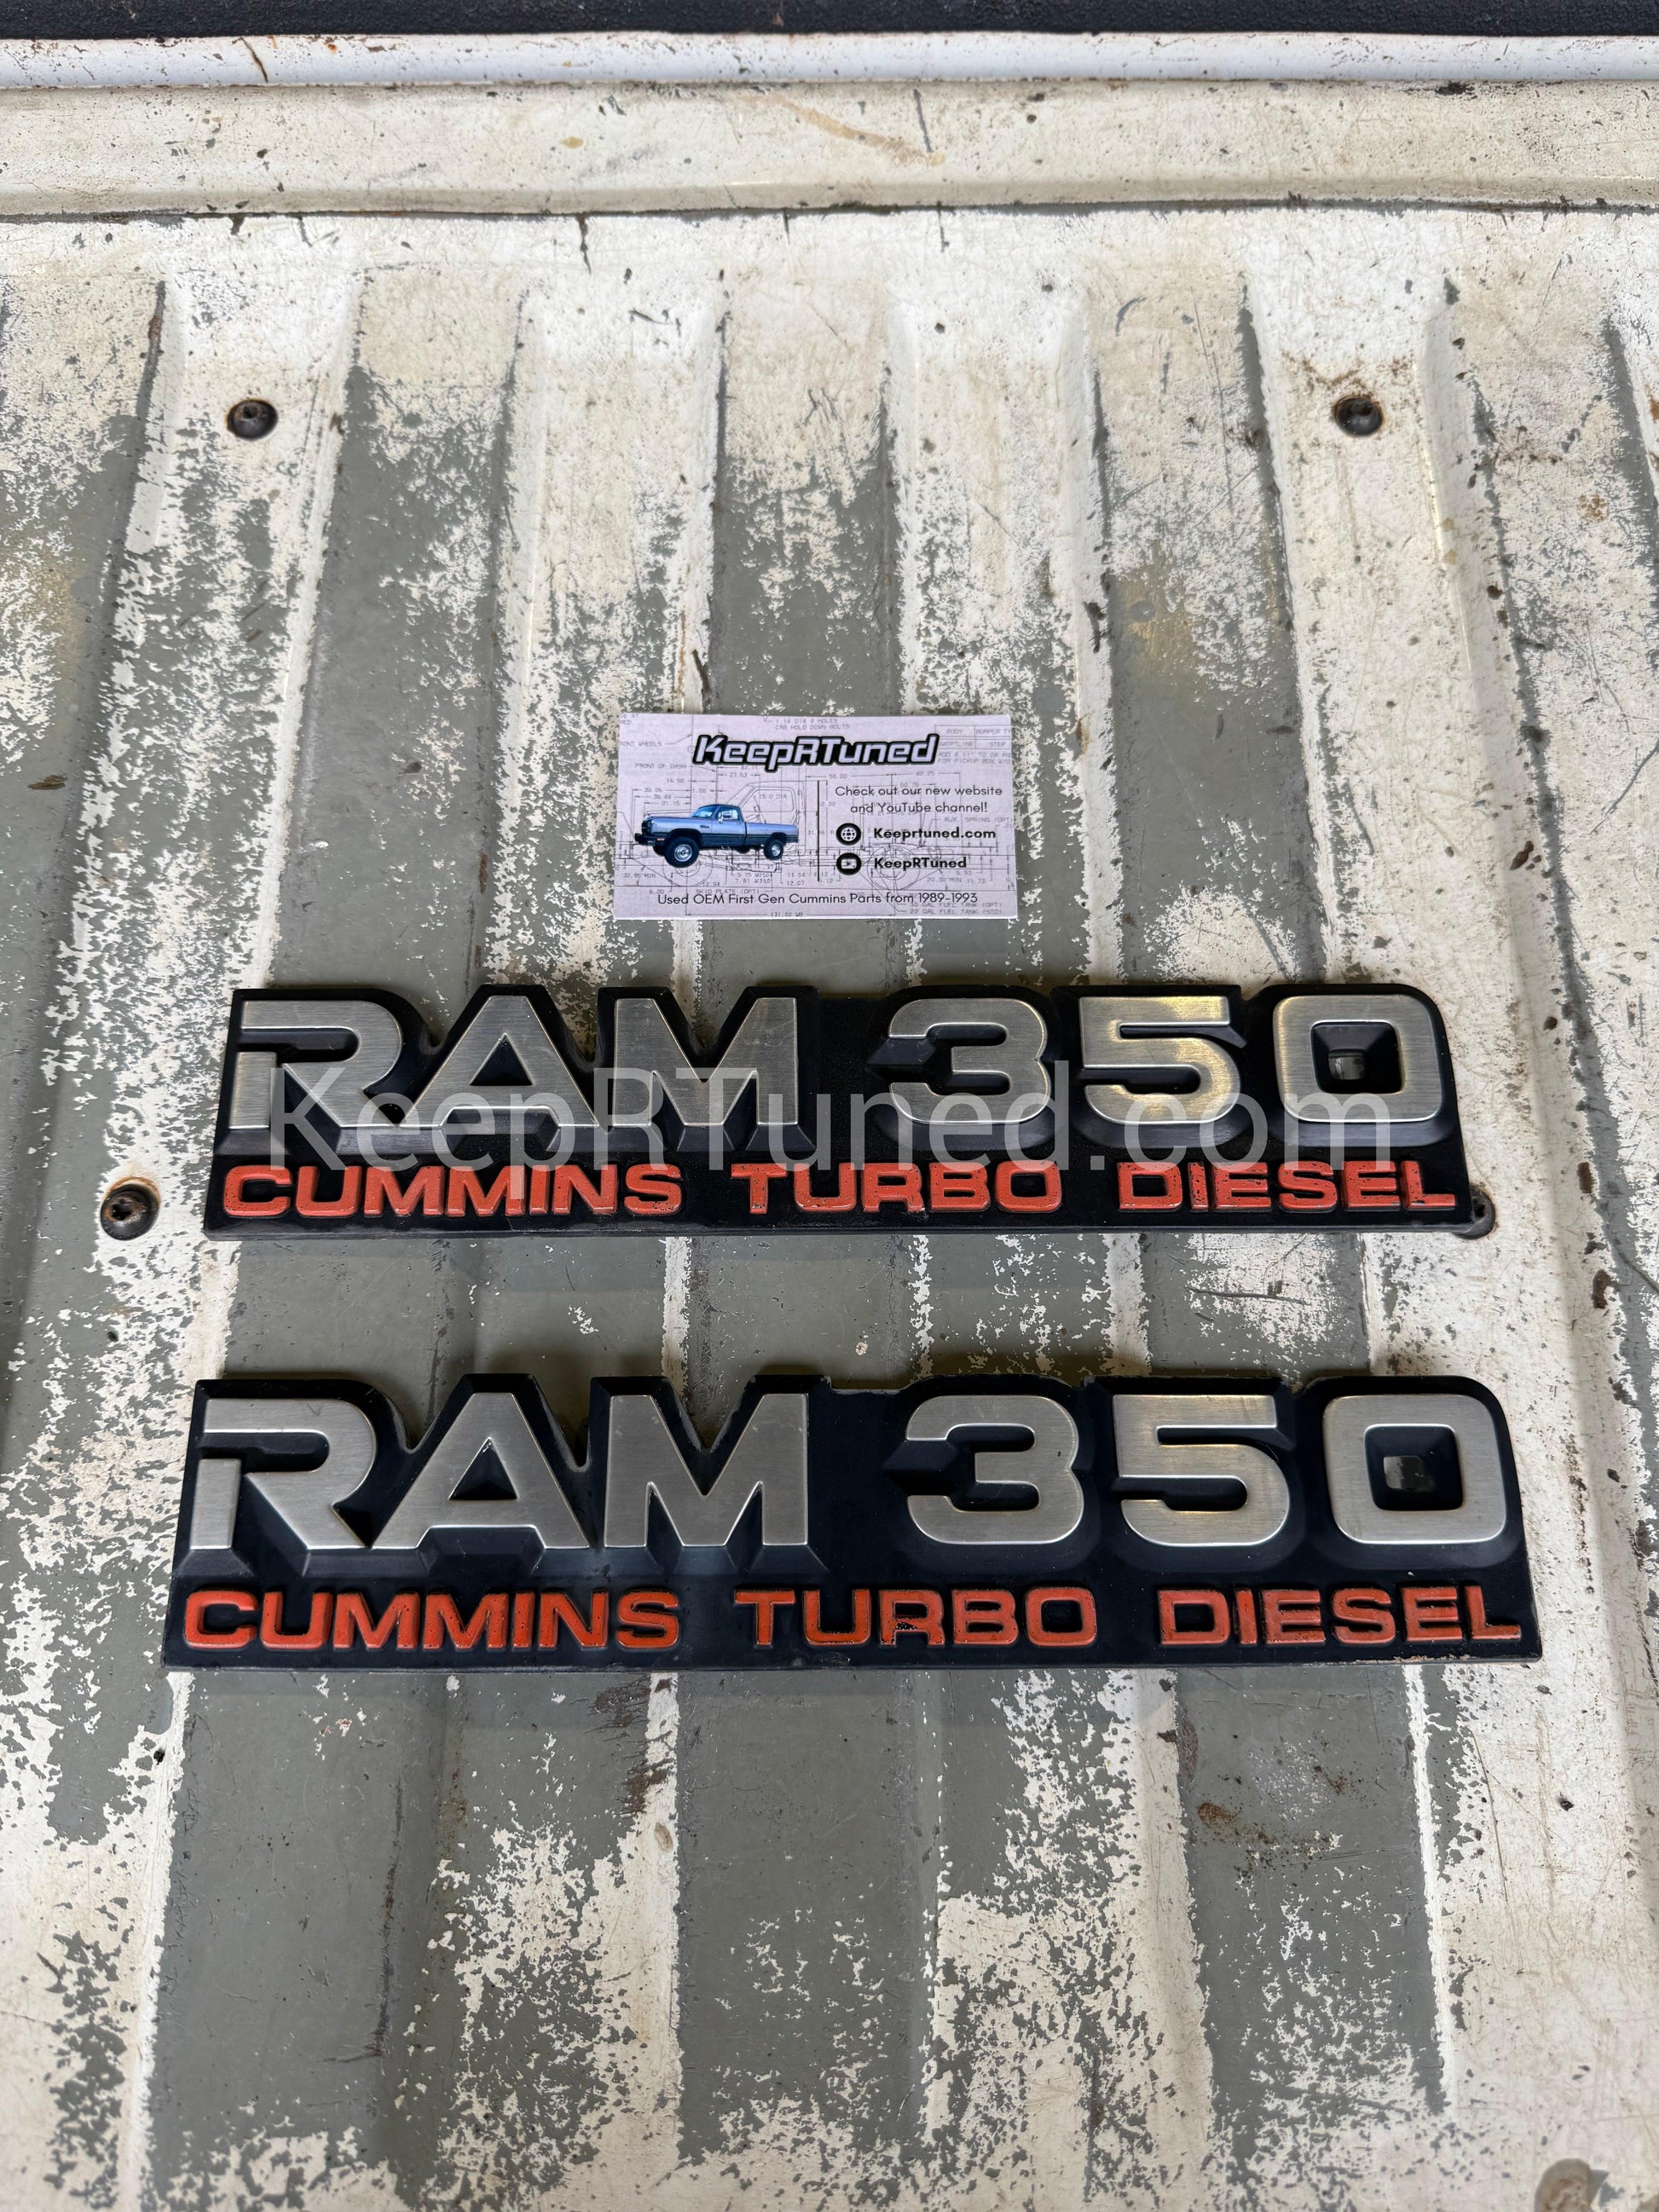 KeepRTuned
Check out our new website
and YouTube channel!
Keeprtuned.com
KeepRTuned
Used OEM First Gen Cummins Parts from 1989-1993
RAM 350
KeepRTuned.com
CUMMINS TURBO DIESEL
RAM 350
CUMMINS TURBO DIESEL